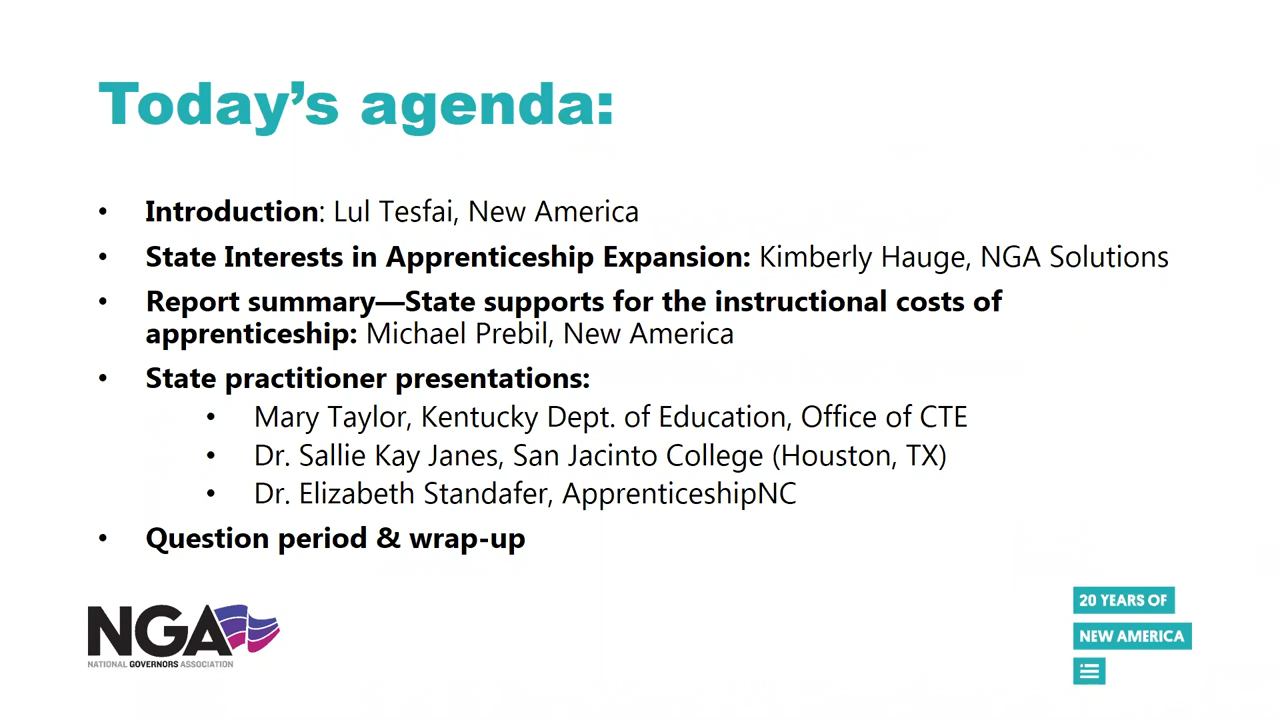 Today’s agenda:
• Introduction: Lul Tesfai, New America
• State Interests in Apprenticeship Expansion: Kimberly Hauge, NGA Solutions
• Report summary—State supports for the instructional costs of
apprenticeship: Michael Prebil, New America
• State practitioner presentations:
• Mary Taylor, Kentucky Dept. of Education, Office of CTE
• Dr. Sallie Kay Janes, San Jacinto College (Houston, TX)
• Dr. Elizabeth Standafer, ApprenticeshipNC
• Question period & wrap-up
NGA
NATIONAL GOVERNORS ASSOCIATION
20 YEARS OF
NEW AMERICA